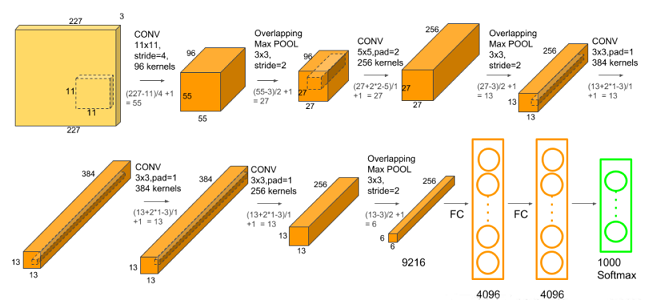 227
3
11
11
227
CONV
11x11,
stride=4,
96 kernels
(227-11)/4 +1
= 55
96
55
55
Overlapping
Max POOL
3x3,
stride=2
(55-3)/2 +1
= 27
96
27
27
CONV
5x5,pad=2
256 kernels
(27+2*2-5)/1
+1 = 27
256
27
27
Overlapping
Max POOL
3x3,
stride=2
(27-3)/2 +1
= 13
256
13
13
CONV
3x3,pad=1
384 kernels
(13+2*1-3)/1
+1 = 13
384
13
13
CONV
3x3,pad=1
384 kernels
(13+2*1-3)/1
+1 = 13
384
13
13
CONV
3x3,pad=1
256 kernels
(13+2*1-3)/1
+1 = 13
256
13
13
Overlapping
Max POOL
3x3,
stride=2
(13-3)/2 +1
= 6
256
6
6
9216
FC
4096
FC
4096
1000
Softmax